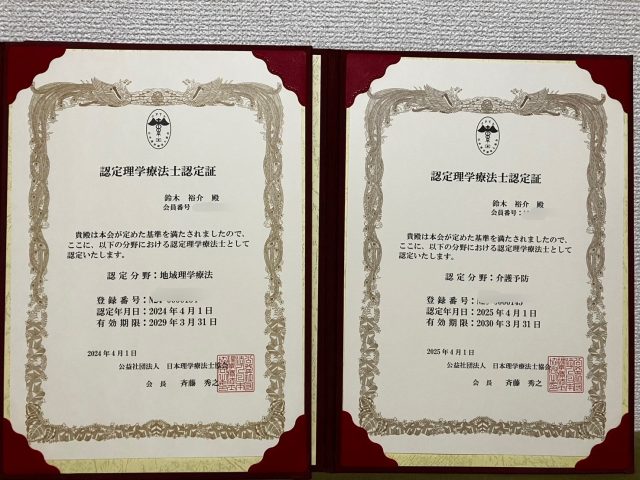 認定理学療法士認定証
鈴木 裕介 殿
会員番号
貴殿は本会が定めた基準を満たされましたので、
ここに、以下の分野における認定理学療法士として
認定いたします。
認定分野：地域理学療法
登録番号：
認定年月日：2024年4月1日
有効期限：2029年3月31日
2024年4月1日
公益社団法人 日本理学療法士協会
会 長 斉藤 秀之
認定理学療法士認定証
鈴木 裕介 殿
会員番号：
貴殿は本会が定めた基準を満たされましたので、
ここに、以下の分野における認定理学療法士として
認定いたします。
認定分野：介護予防
登録番号：
認定年月日：2025年4月1日
有効期限：2030年3月31日
2025年4月1日
公益社団法人 日本理学療法士協会
会 長 斉藤 秀之